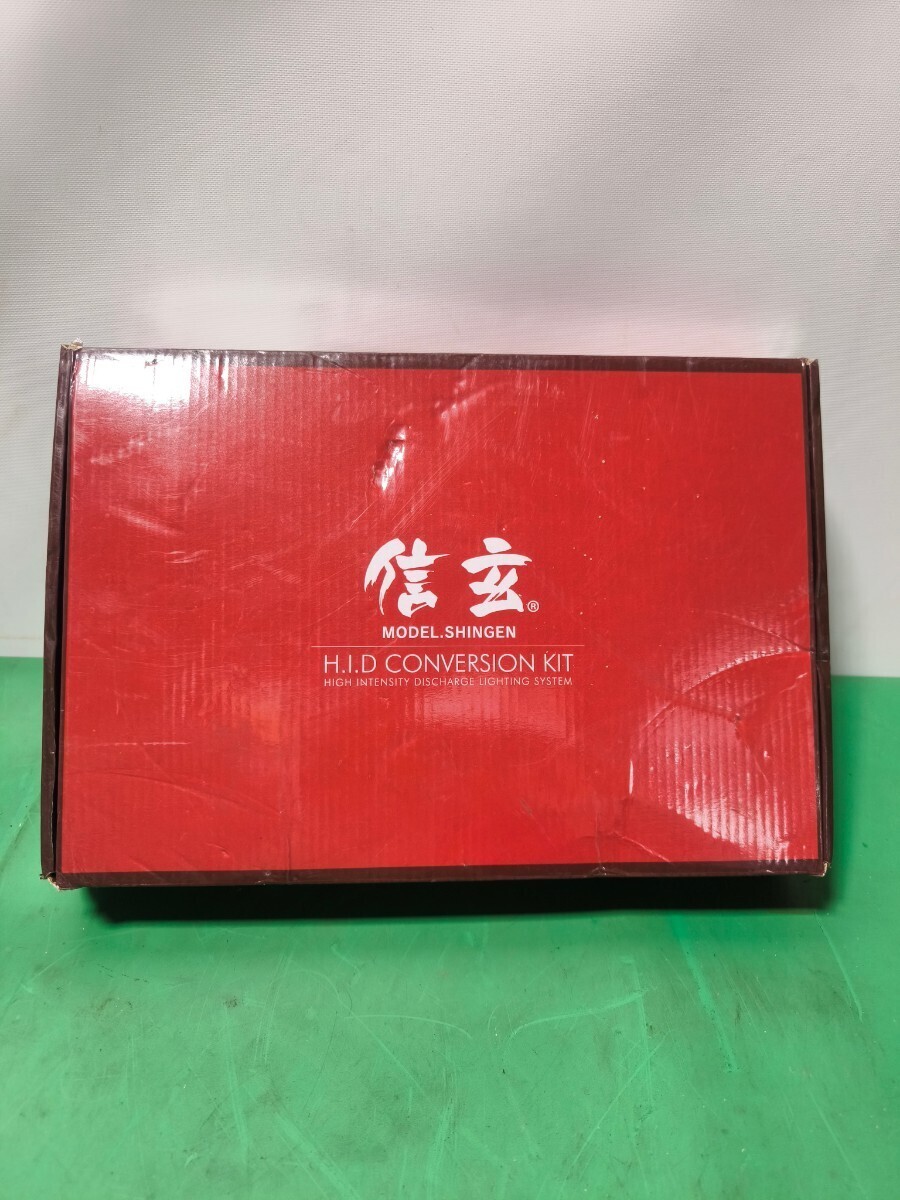 信玄®
MODEL.SHINGEN
H.I.D CONVERSION KIT
HIGH INTENSITY DISCHARGE LIGHTING SYSTEM